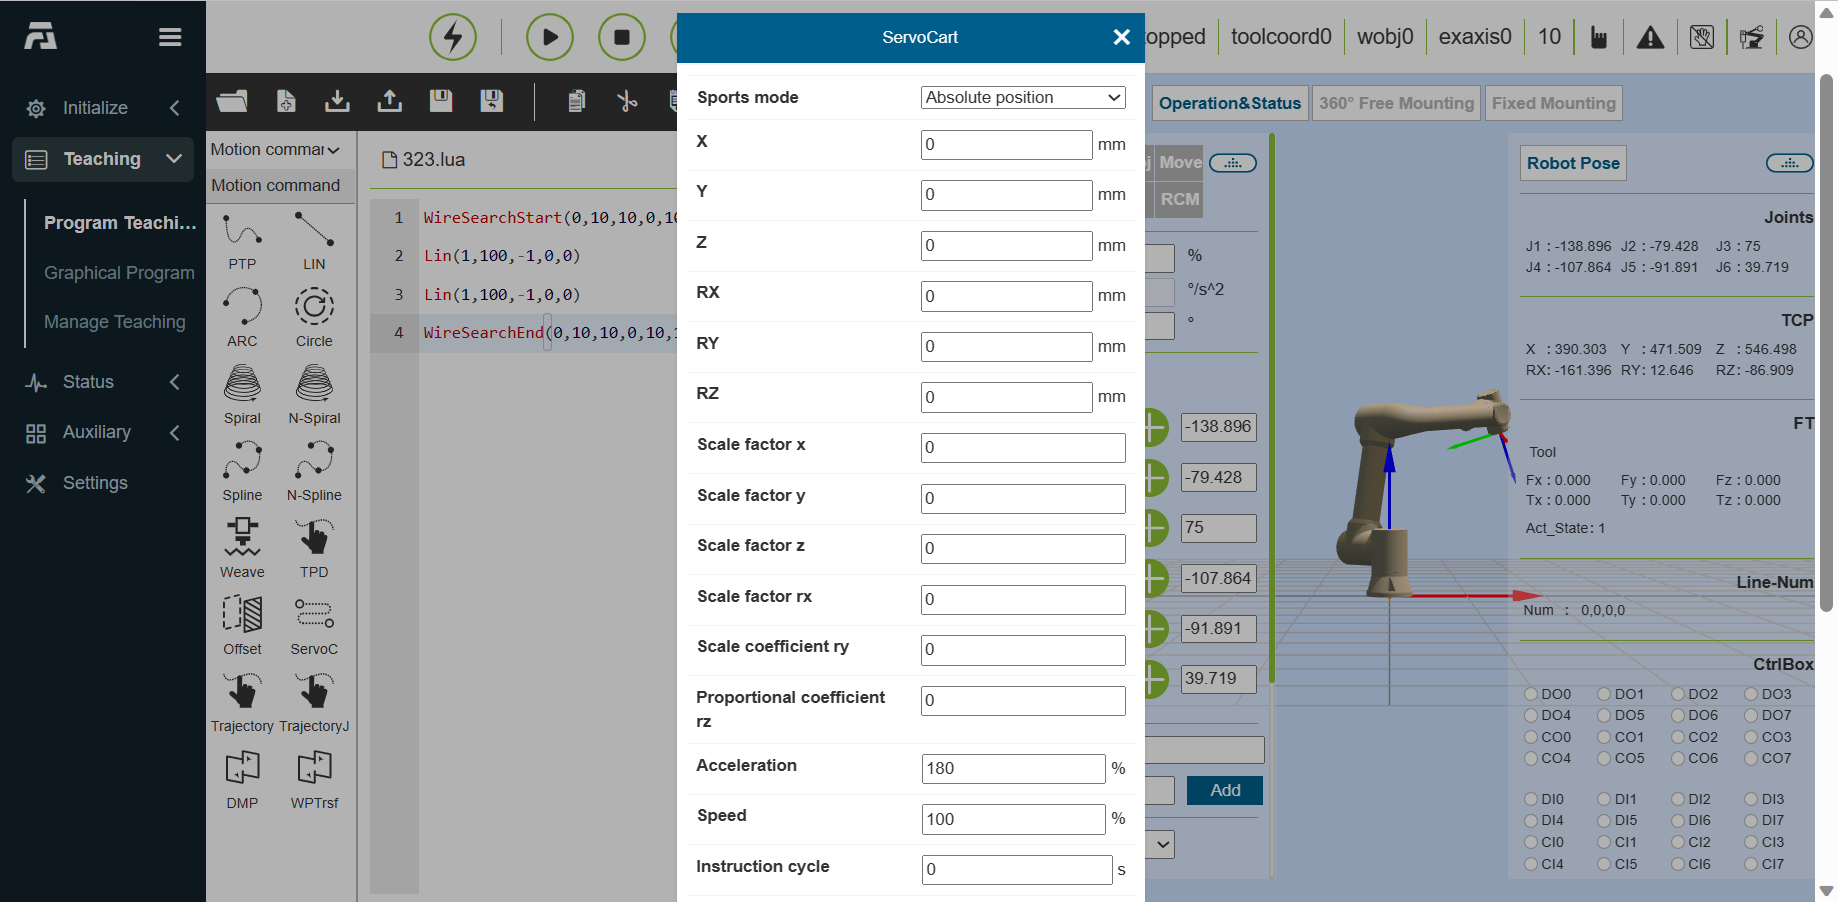 ServoCart
opped
toolcoord0
wobj0
exaxis0
10
Initialize
Teaching
Program Teachi...
Graphical Program
Manage Teaching
Status
Auxiliary
Settings
Motion commar
Motion command
PTP
LIN
ARC
Circle
Spiral
N-Spiral
Spline
N-Spline
Weave
TPD
Offset
ServoC
Trajectory
TrajectoryJ
DMP
WPTrsf
323.lua
1 WireSearchStart(0,10,10,0,10
2 Lin(1,100,-1,0,0)
3 Lin(1,100,-1,0,0)
4 WireSearchEnd(0,10,10,0,10,
Sports mode Absolute position
X 0 mm
Y 0 mm
Z 0 mm
RX 0 mm
RY 0 mm
RZ 0 mm
Scale factor x 0
Scale factor y 0
Scale factor z 0
Scale factor rx 0
Scale coefficient ry 0
Proportional coefficient rz 0
Acceleration 180 %
Speed 100 %
Instruction cycle 0 s
Operation&Status
360° Free Mounting
Fixed Mounting
Move
RCM
%
°/s^2
°
-138.896
-79.428
75
-107.864
-91.891
39.719
Add
Robot Pose
Joints
J1 : -138.896 J2 : -79.428 J3 : 75
J4 : -107.864 J5 : -91.891 J6 : 39.719
TCP
X : 390.303 Y : 471.509 Z : 546.498
RX: -161.396 RY: 12.646 RZ: -86.909
FT
Tool
Fx : 0.000 Fy : 0.000 Fz : 0.000
Tx : 0.000 Ty : 0.000 Tz : 0.000
Act_State: 1
Line-Num
Num : 0,0,0,0
CtrlBox
DO0 DO1 DO2 DO3
DO4 DO5 DO6 DO7
CO0 CO1 CO2 CO3
CO4 CO5 CO6 CO7
DI0 DI1 DI2 DI3
DI4 DI5 DI6 DI7
CI0 CI1 CI2 CI3
CI4 CI5 CI6 CI7